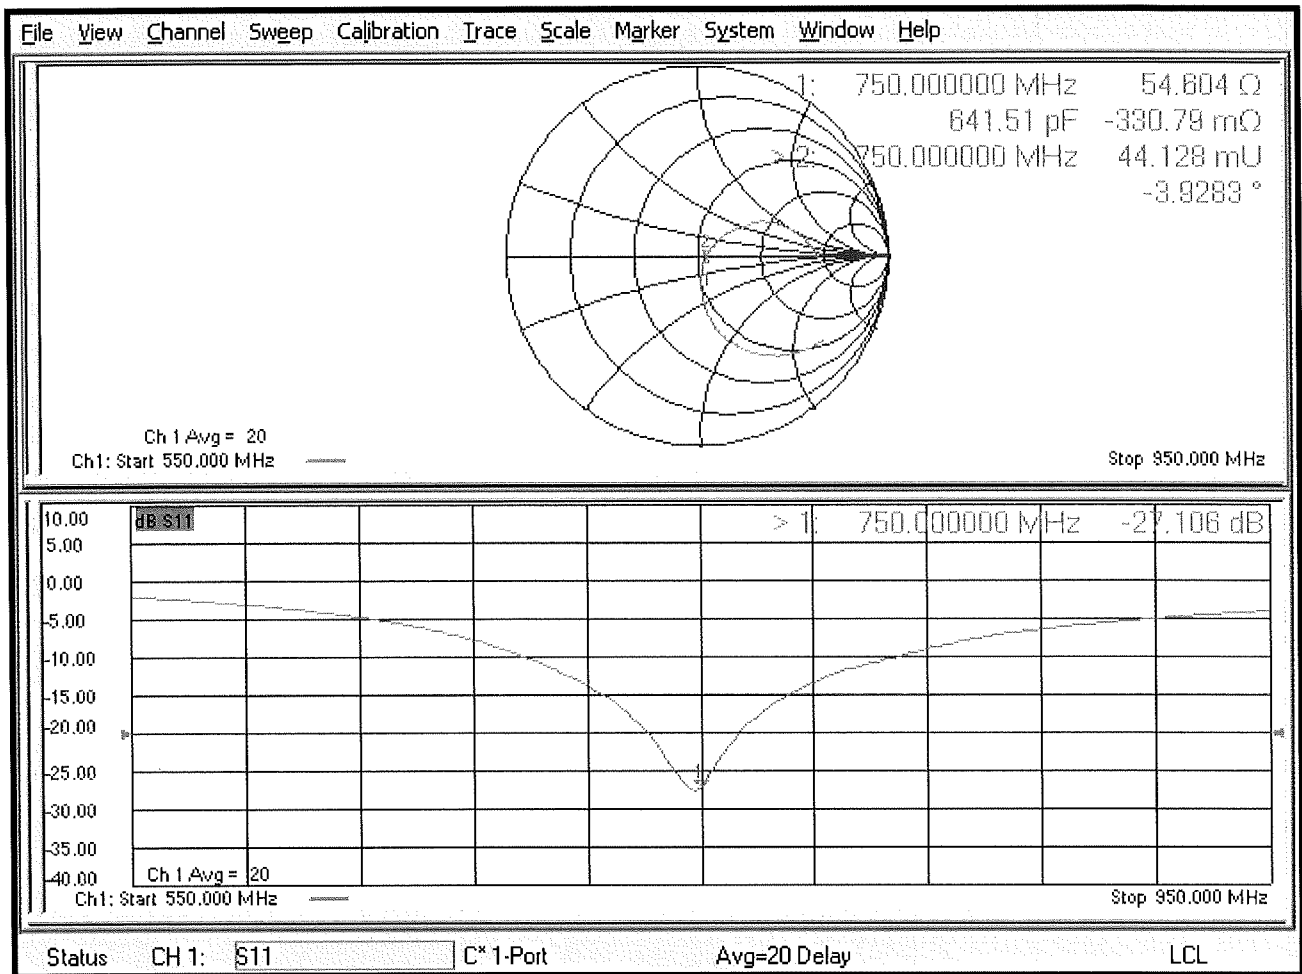 File View Channel Sweep Calibration Trace Scale Marker System Window Help
1: 750.000000 MHz 54.604 Ω
641.51 pF -330.79 mΩ
> 2: 750.000000 MHz 44.128 mU
-3.9283 °
Ch 1 Avg = 20
Ch1: Start 550.000 MHz
Stop 950.000 MHz
10.00
5.00
0.00
-5.00
-10.00
-15.00
-20.00
-25.00
-30.00
-35.00
-40.00
dB S11
> 1: 750.000000 MHz -27.106 dB
Ch 1 Avg = 20
Ch1: Start 550.000 MHz
Stop 950.000 MHz
Status CH 1: S11 C* 1-Port Avg=20 Delay LCL